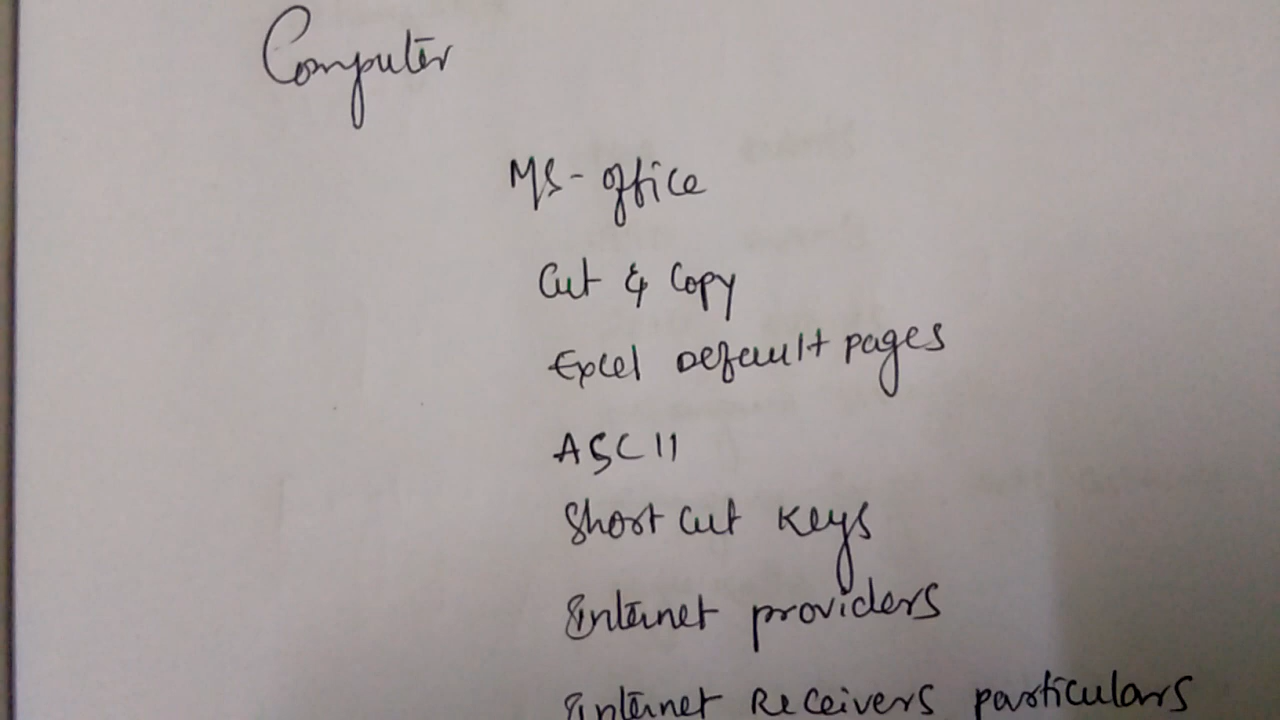 Computer
MS-office
Cut & Copy
Excel Default pages
ASCII
Short cut keys
Internet providers
Internet Receivers particulars